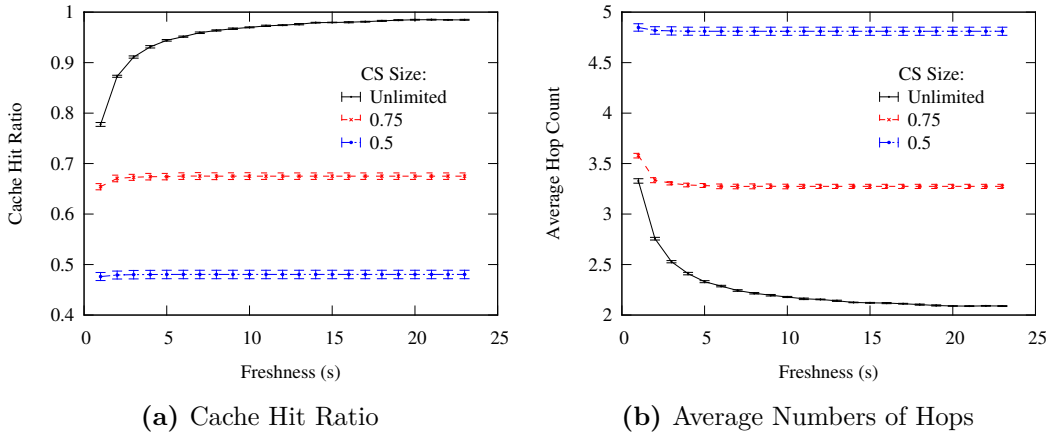 1
0.9
0.8
0.7
0.6
0.5
0.4
0 5 10 15 20 25
Cache Hit Ratio
Freshness (s)
CS Size:
Unlimited
0.75
0.5
(a) Cache Hit Ratio
5
4.5
4
3.5
3
2.5
2
0 5 10 15 20 25
Average Hop Count
Freshness (s)
CS Size:
Unlimited
0.75
0.5
(b) Average Numbers of Hops